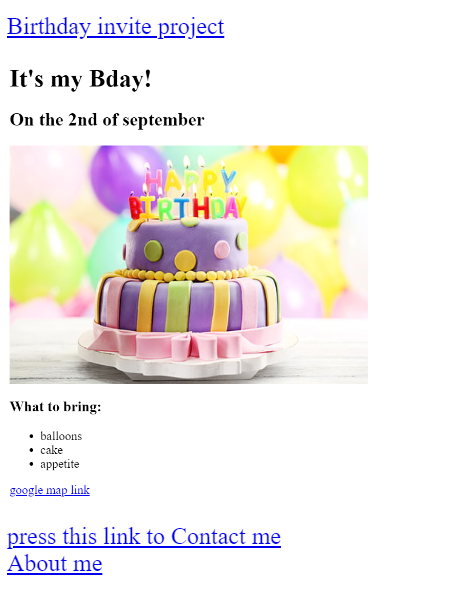 Birthday invite project
It's my Bday!
On the 2nd of september
HAPPY
BIRTHDAY
What to bring:
balloons
cake
appetite
google map link
press this link to Contact me
About me